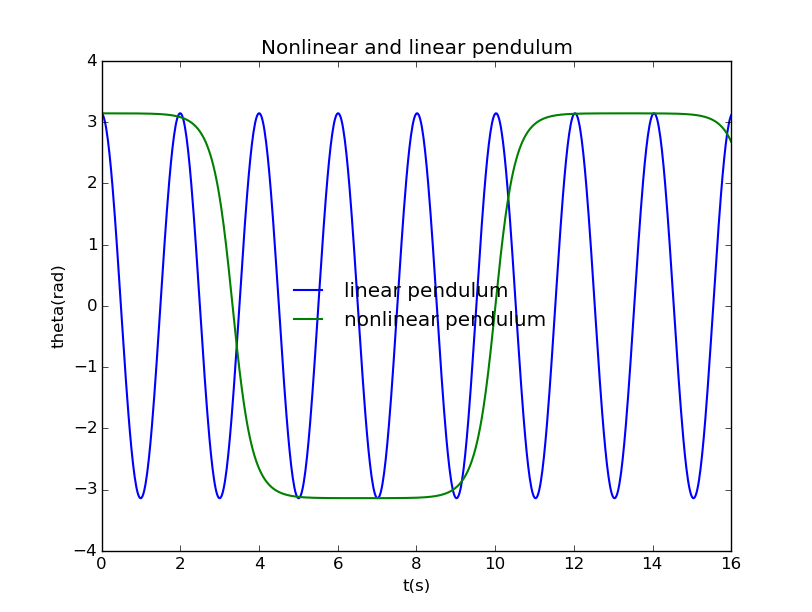 Nonlinear and linear pendulum
4
3
2
1
0
−1
−2
−3
−4
theta(rad)
linear pendulum
nonlinear pendulum
0 2 4 6 8 10 12 14 16
t(s)